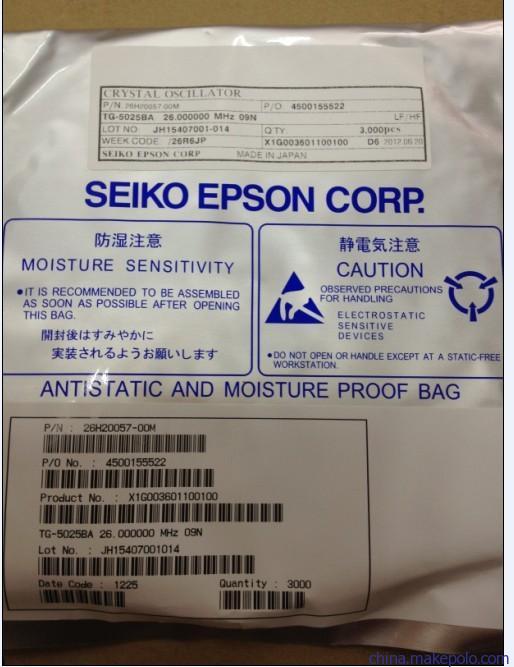 CRYSTAL OSCILLATOR
P/N. 26H20057-00M P/O. 4500155522
TG-5025BA 26.000000 MHz 09N LF/HF
LOT NO JH15407001-014 Q'TY 3,000pcs
WEEK CODE /26R6JP X1G003601100100 D6 2012.06.20
SEIKO EPSON CORP MADE IN JAPAN
SEIKO EPSON CORP.
防湿注意
MOISTURE SENSITIVITY
●IT IS RECOMMENDED TO BE ASSEMBLED
AS SOON AS POSSIBLE AFTER OPENING
THIS BAG.
開封後はすみやかに
実装されるようお願いします
静電気注意
CAUTION
OBSERVED PRECAUTIONS
FOR HANDLING
ELECTROSTATIC
SENSITIVE
DEVICES
●DO NOT OPEN OR HANDLE EXCEPT AT A STATIC-FREE
WORKSTATION.
ANTISTATIC AND MOISTURE PROOF BAG
P/N : 26H20057-00M
P/O No. : 4500155522
Product No. : X1G003601100100
TG-5025BA 26.000000 MHz 09N
Lot No. : JH15407001014
Date Code : 1225 Quantity : 3000
china.makepolo.com